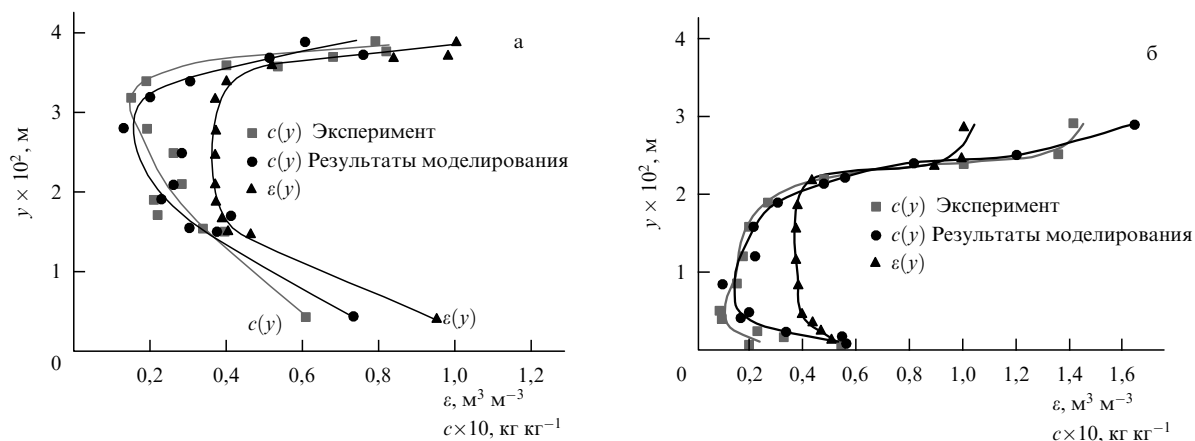 а
4
3
2
1
0
y × 10², м
c(y) Эксперимент
c(y) Результаты моделирования
ε(y)
c(y)
ε(y)
0,2
0,4
0,6
0,8
1,0
1,2
ε, м³ м⁻³
c×10, кг кг⁻¹
б
4
3
2
1
0
y × 10², м
c(y) Эксперимент
c(y) Результаты моделирования
ε(y)
0,2
0,4
0,6
0,8
1,0
1,2
1,4
1,6
ε, м³ м⁻³
c×10, кг кг⁻¹